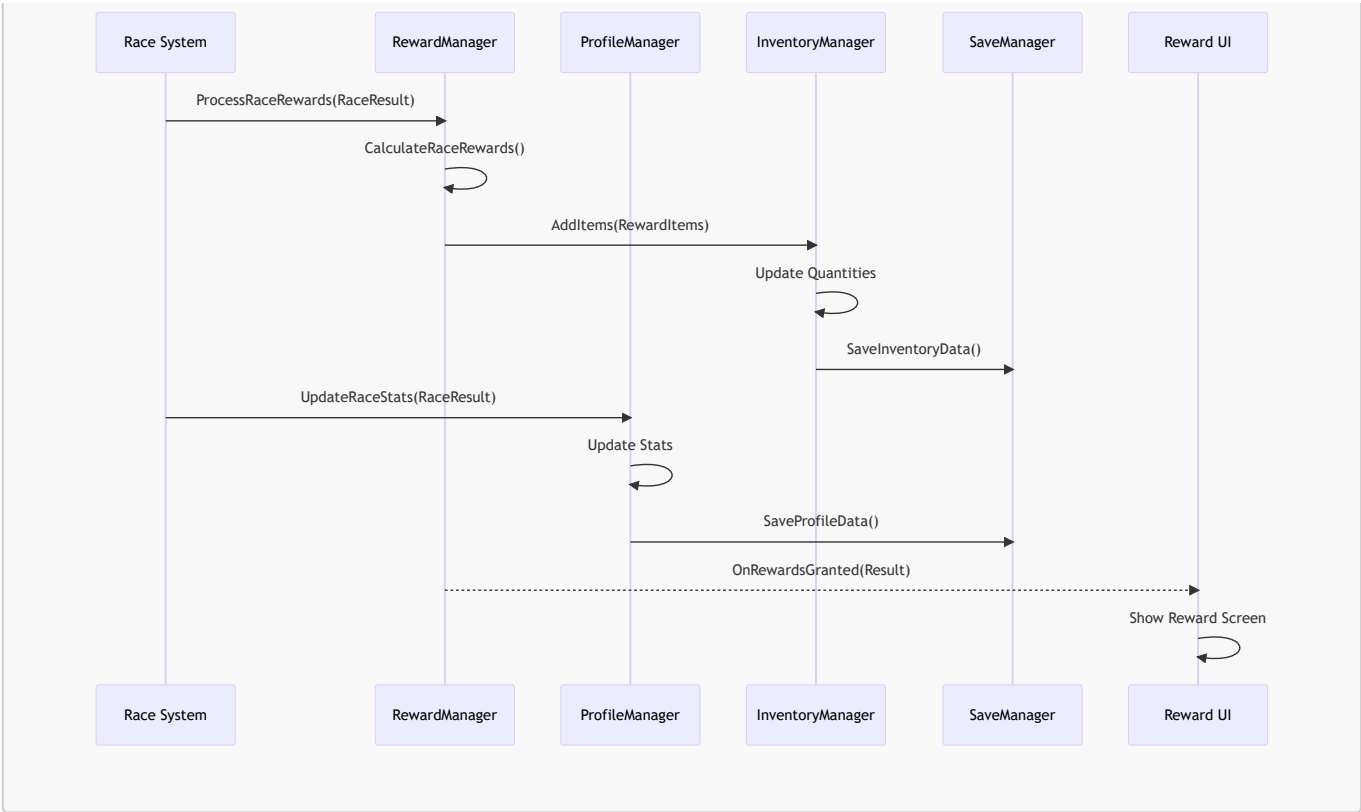 Race System
RewardManager
ProfileManager
InventoryManager
SaveManager
Reward UI
ProcessRaceRewards(RaceResult)
CalculateRaceRewards()
AddItems(RewardItems)
Update Quantities
SaveInventoryData()
UpdateRaceStats(RaceResult)
Update Stats
SaveProfileData()
OnRewardsGranted(Result)
Show Reward Screen
Race System
RewardManager
ProfileManager
InventoryManager
SaveManager
Reward UI